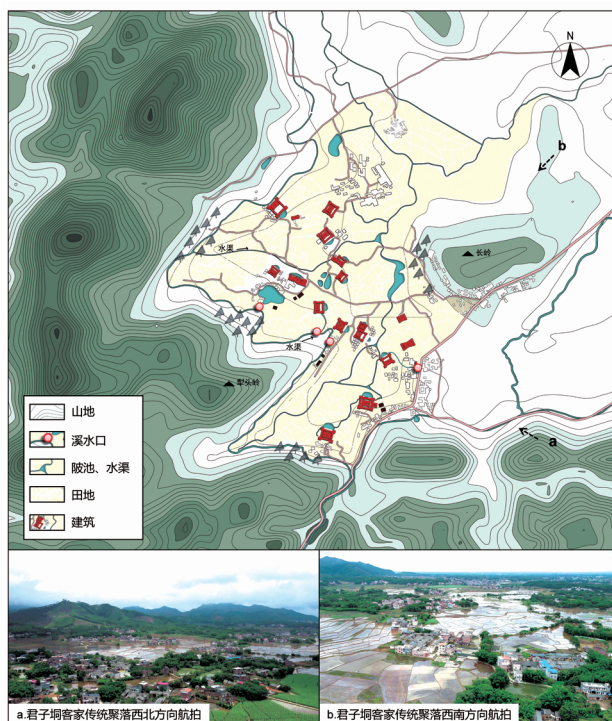 N
b
长岭
水渠
水渠
犁头岭
a
山地
溪水口
陂池、水渠
田地
建筑
a.君子垌客家传统聚落西北方向航拍
b.君子垌客家传统聚落西南方向航拍